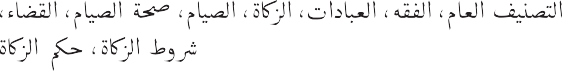 التصنيف العام، الفقه، العبادات، الزكاة، الصيام، صحة الصيام، القضاء،
شروط الزكاة، حكم الزكاة